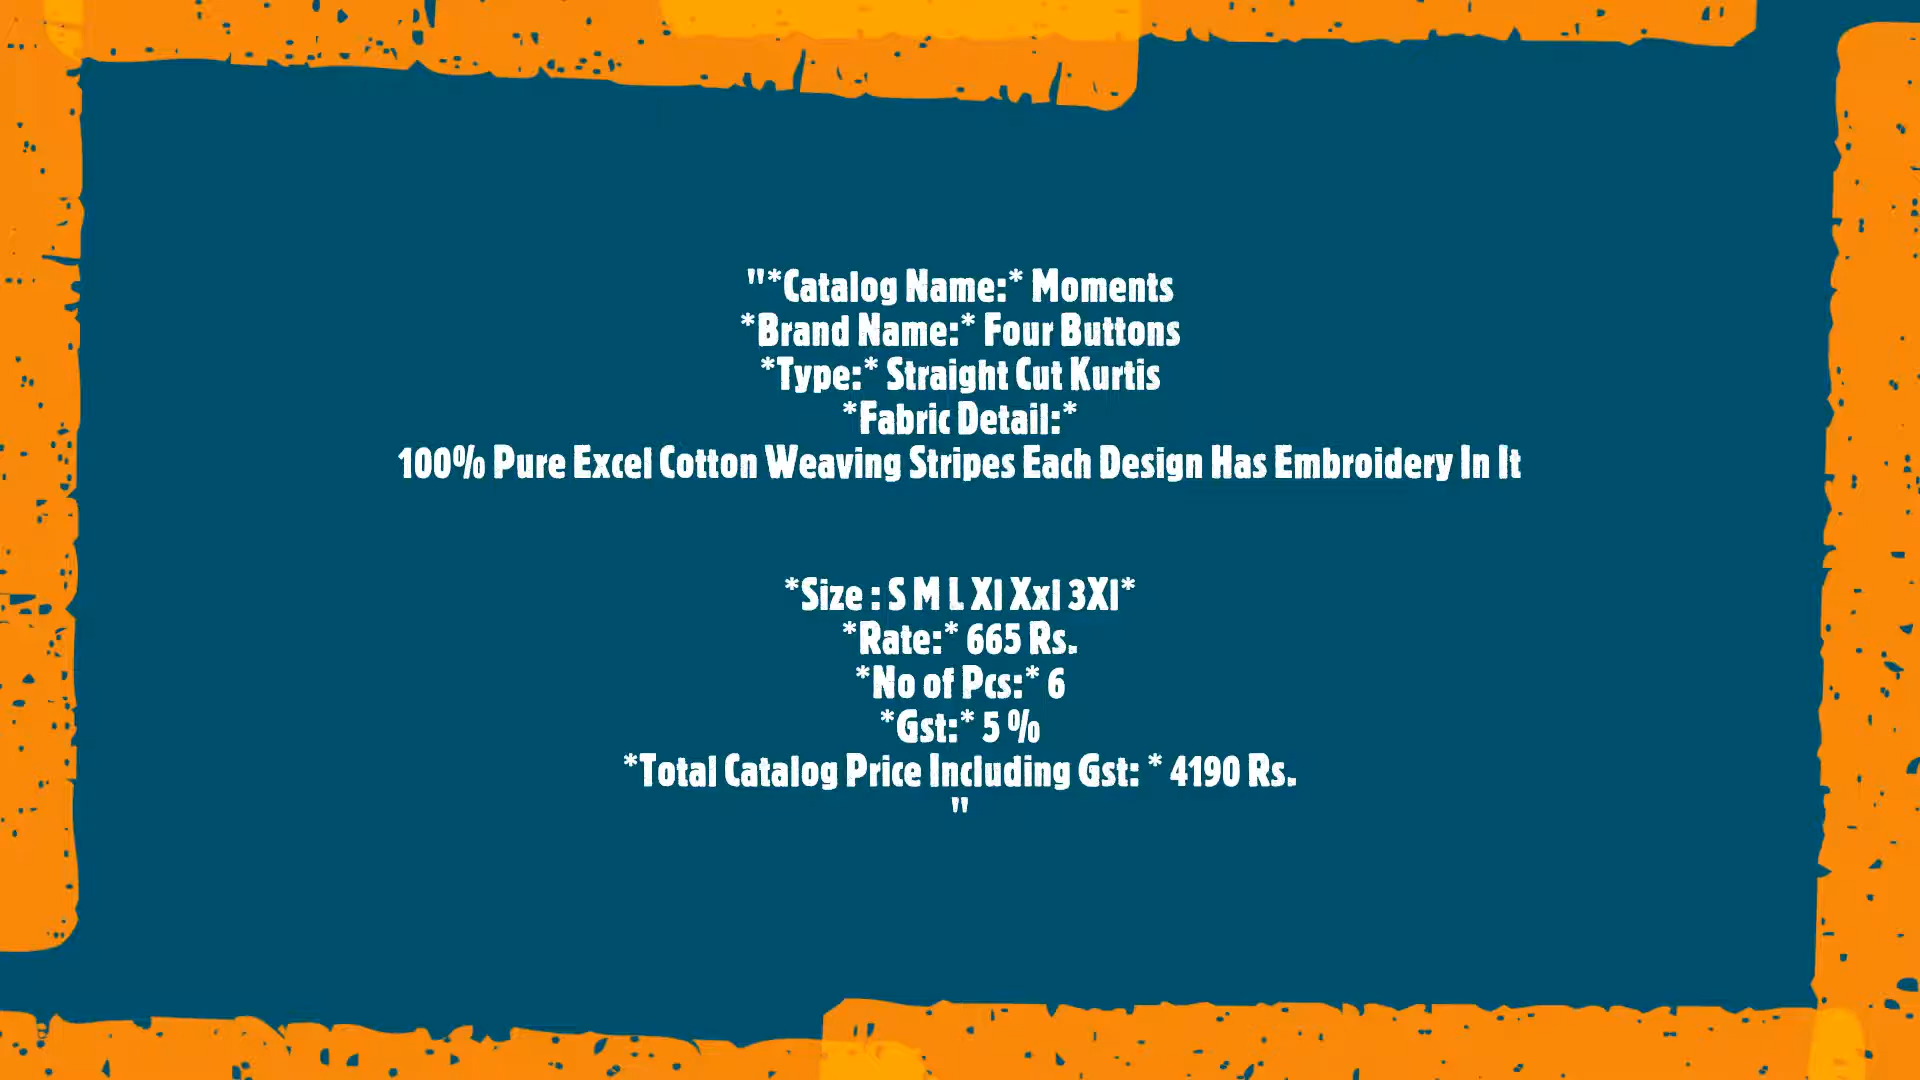 "*Catalog Name:* Moments
*Brand Name:* Four Buttons
*Type:* Straight Cut Kurtis
*Fabric Detail:*
100% Pure Excel Cotton Weaving Stripes Each Design Has Embroidery In It
*Size : S M L Xl Xxl 3Xl*
*Rate:* 665 Rs.
*No of Pcs:* 6
*Gst:* 5 %
*Total Catalog Price Including Gst: * 4190 Rs.
"